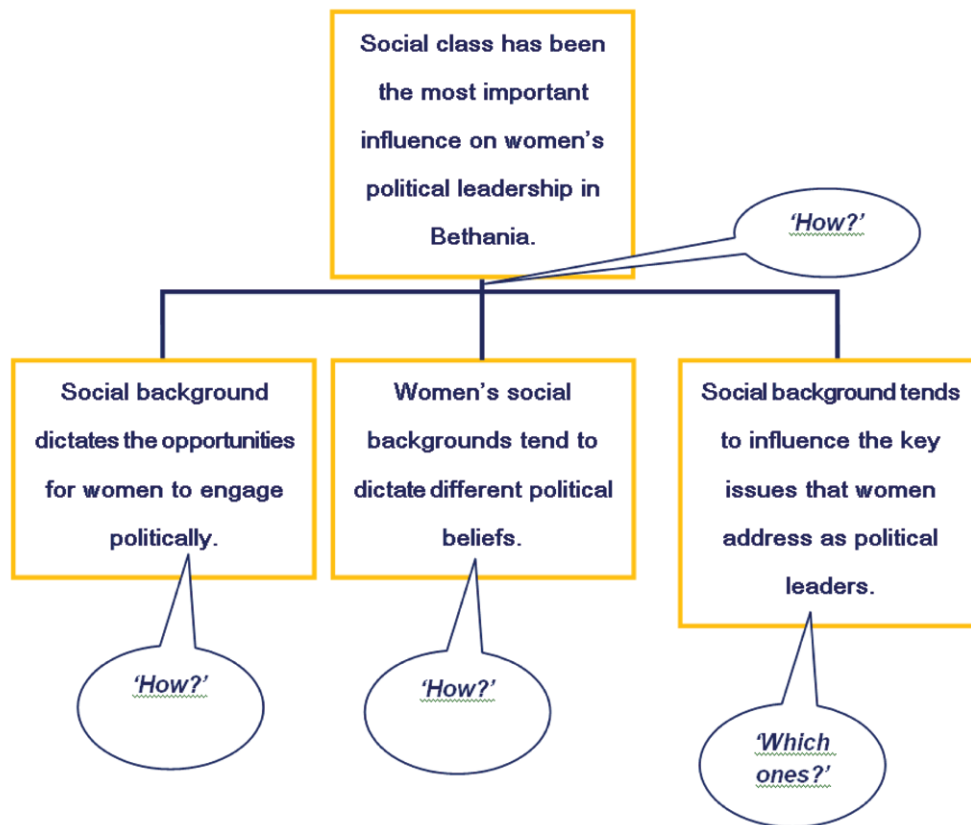 Social class has been
the most important
influence on women's
political leadership in
Bethania.
'How?'
Social background
dictates the opportunities
for women to engage
politically.
Women's social
backgrounds tend to
dictate different political
beliefs.
Social background tends
to influence the key
issues that women
address as political
leaders.
'How?'
'How?'
'Which
ones?'